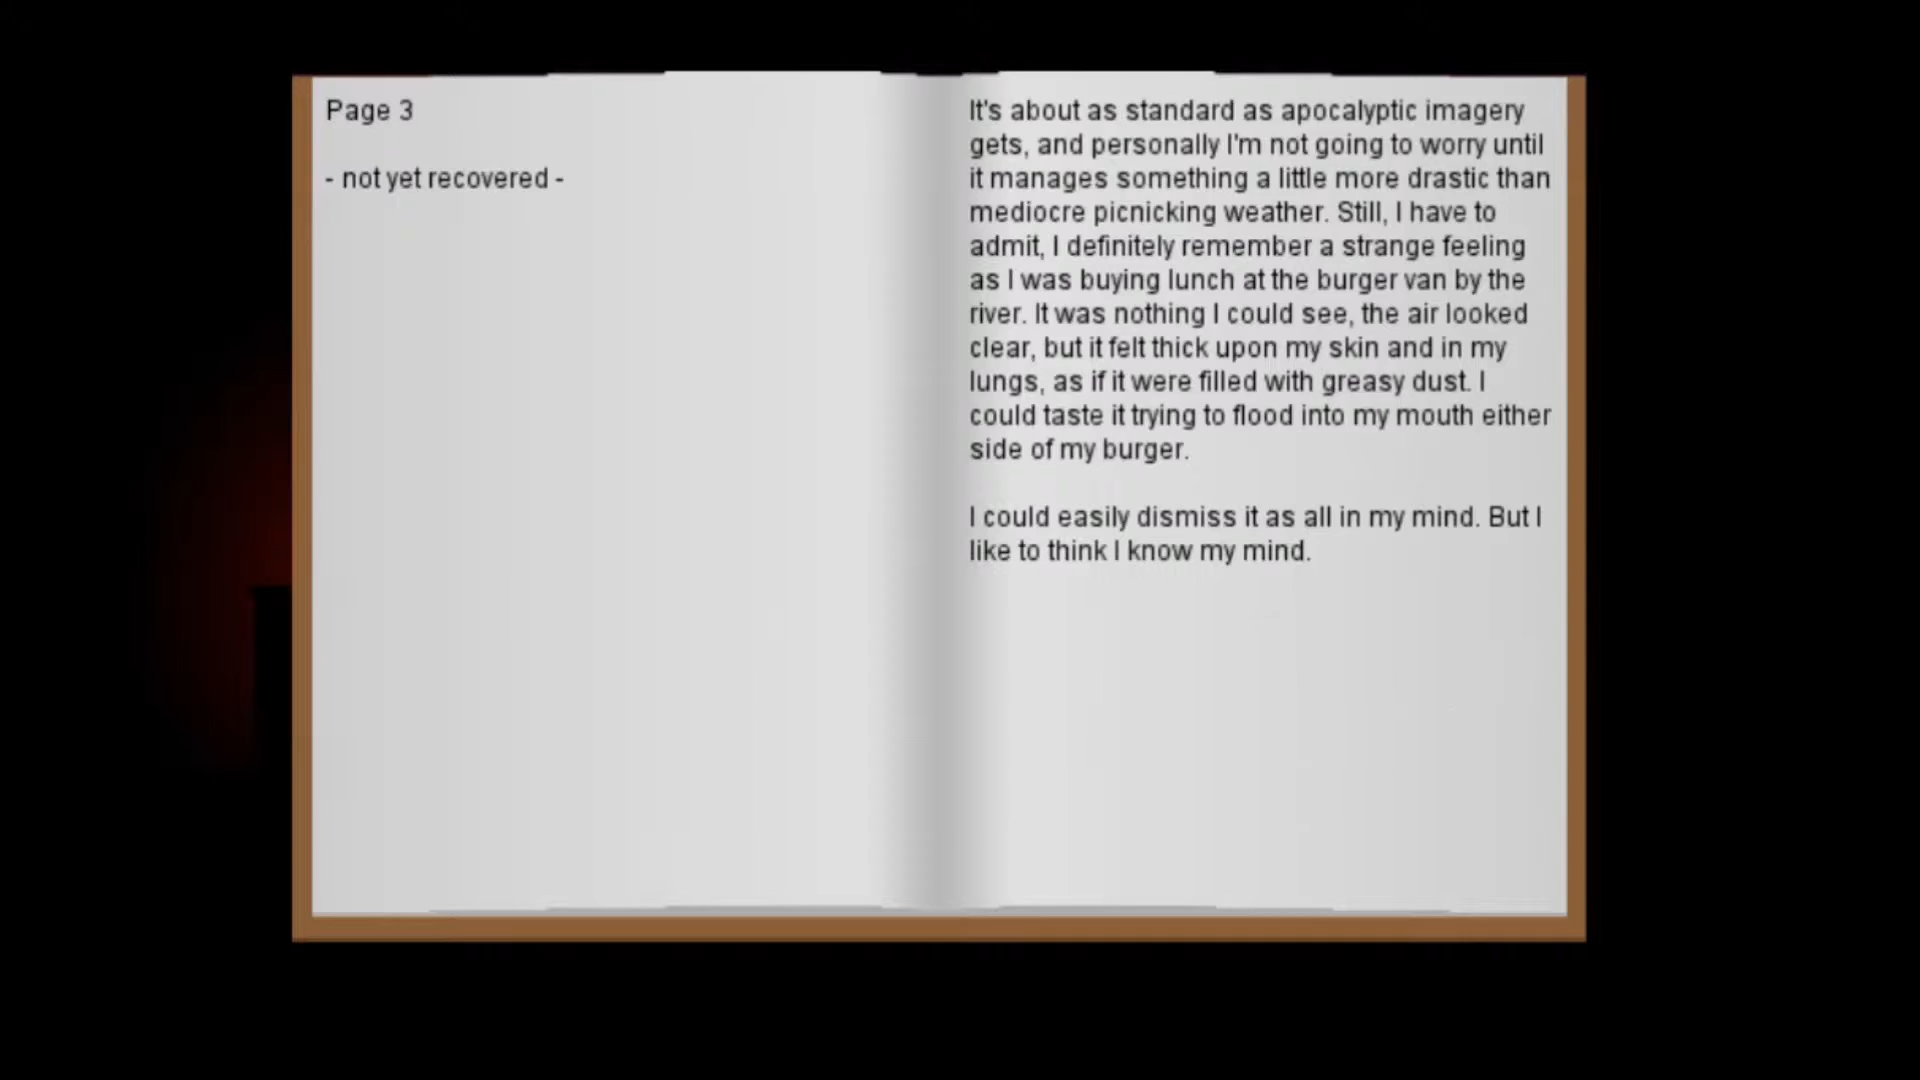 Page 3
- not yet recovered -
It's about as standard as apocalyptic imagery
gets, and personally I'm not going to worry until
it manages something a little more drastic than
mediocre picnicking weather. Still, I have to
admit, I definitely remember a strange feeling
as I was buying lunch at the burger van by the
river. It was nothing I could see, the air looked
clear, but it felt thick upon my skin and in my
lungs, as if it were filled with greasy dust. I
could taste it trying to flood into my mouth either
side of my burger.
I could easily dismiss it as all in my mind. But I
like to think I know my mind.